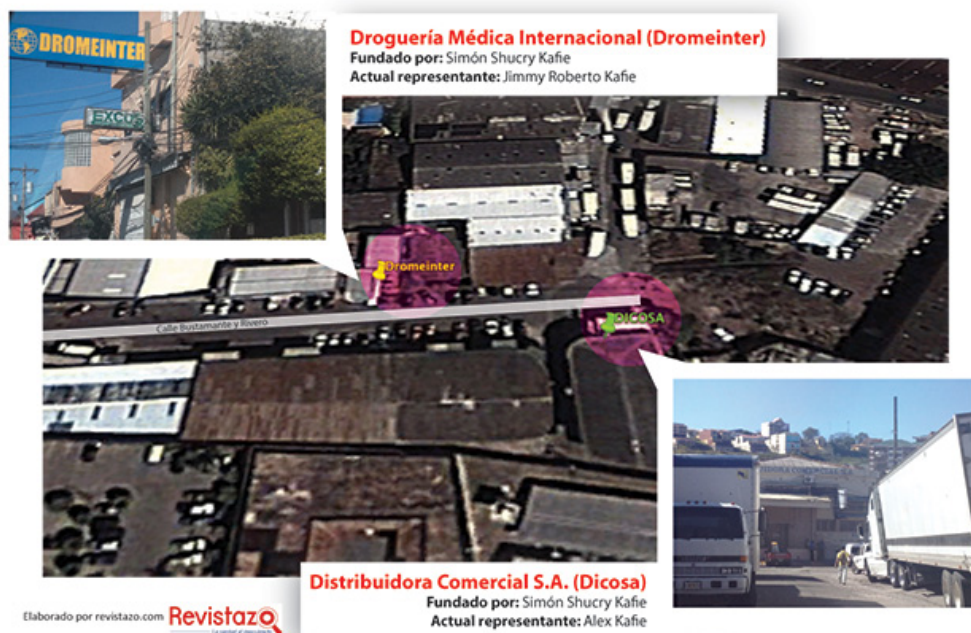 DROMEINTER
EXCUS
Droguería Médica Internacional (Dromeinter)
Fundado por: Simón Shucry Kafie
Actual representante: Jimmy Roberto Kafie
Dromeinter
DICOSA
Calle Bustamante y Rivero
Distribuidora Comercial S.A. (Dicosa)
Fundado por: Simón Shucry Kafie
Actual representante: Alex Kafie
Elaborado por revistazo.com
Revistazo